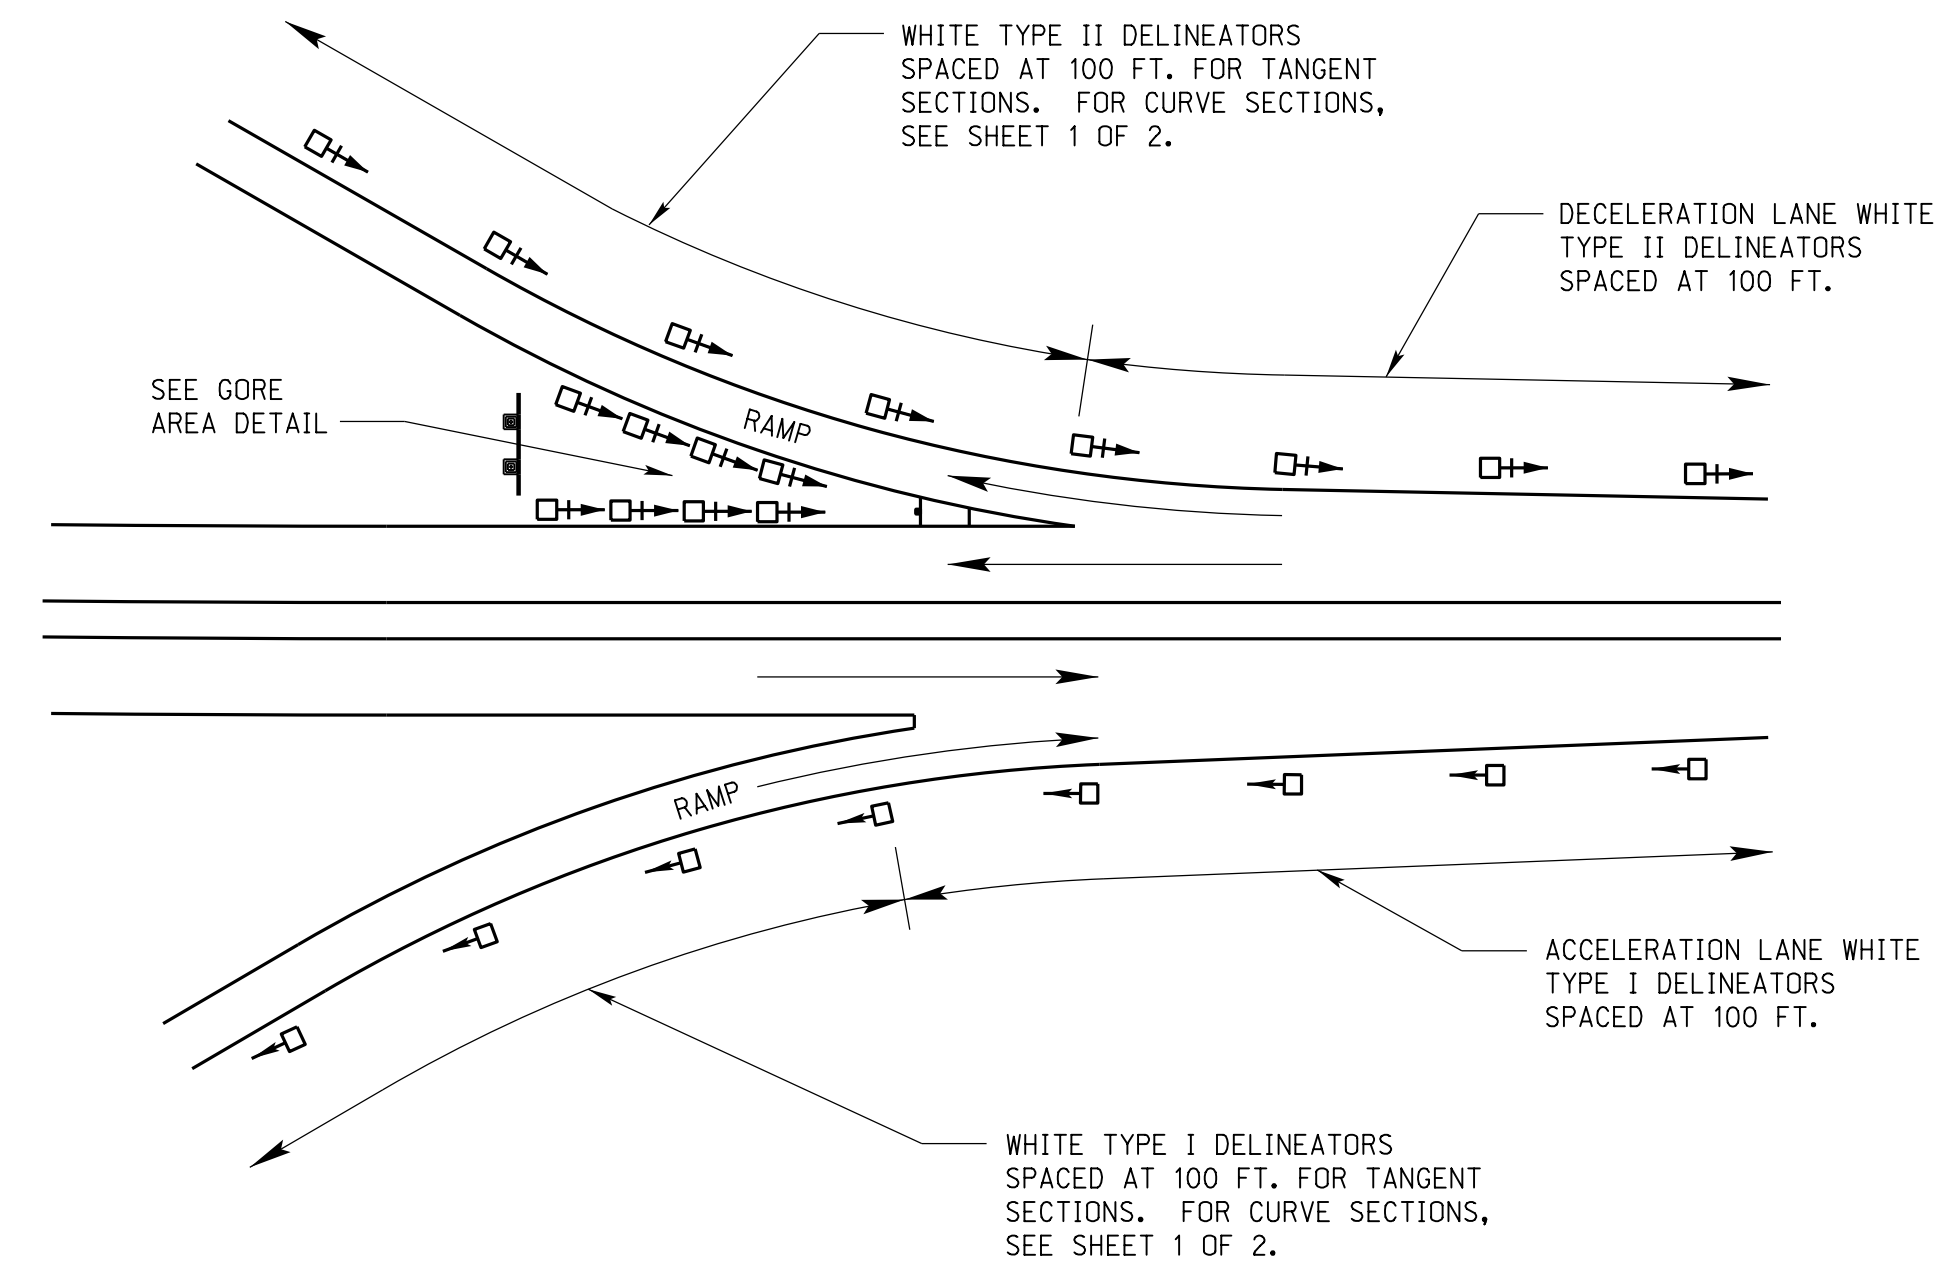 WHITE TYPE II DELINEATORS
SPACED AT 100 FT. FOR TANGENT
SECTIONS. FOR CURVE SECTIONS,
SEE SHEET 1 OF 2.
DECELERATION LANE WHITE
TYPE II DELINEATORS
SPACED AT 100 FT.
SEE GORE
AREA DETAIL
RAMP
RAMP
ACCELERATION LANE WHITE
TYPE I DELINEATORS
SPACED AT 100 FT.
WHITE TYPE I DELINEATORS
SPACED AT 100 FT. FOR TANGENT
SECTIONS. FOR CURVE SECTIONS,
SEE SHEET 1 OF 2.